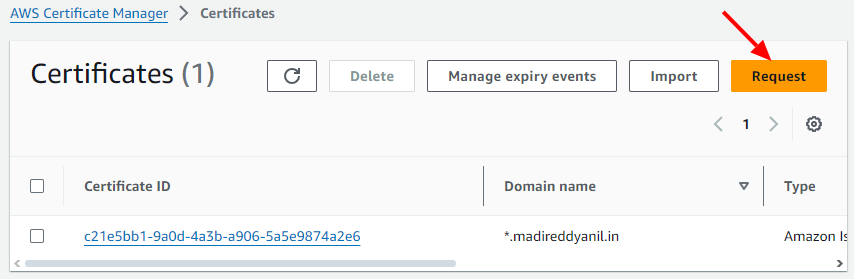 AWS Certificate Manager > Certificates
Certificates (1)
Delete
Manage expiry events
Import
Request
1
Certificate ID
Domain name
Type
c21e5bb1-9a0d-4a3b-a906-5a5e9874a2e6
*.madireddyanil.in
Amazon Is